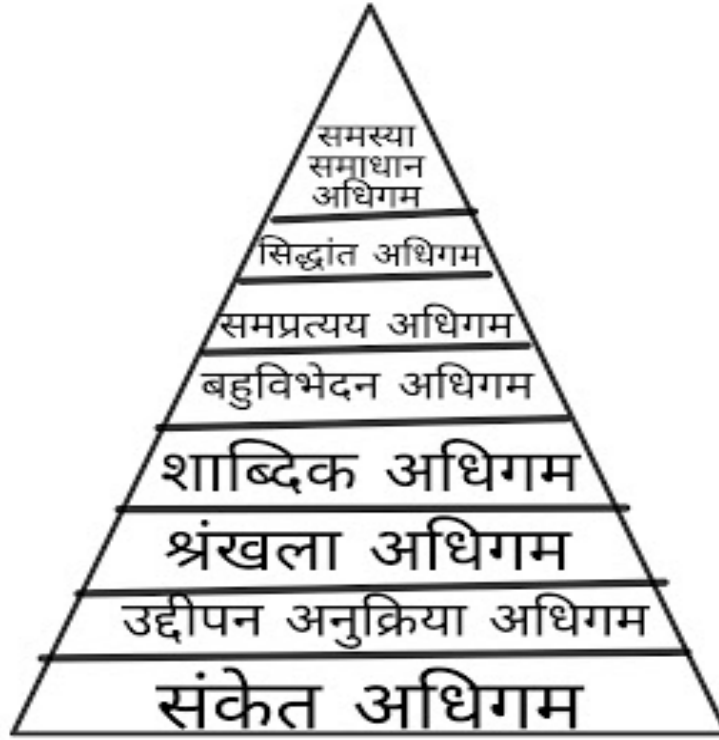 समस्या
समाधान
अधिगम
सिद्धांत अधिगम
समप्रत्यय अधिगम
बहुविभेदन अधिगम
शाब्दिक अधिगम
श्रंखला अधिगम
उद्दीपन अनुक्रिया अधिगम
संकेत अधिगम